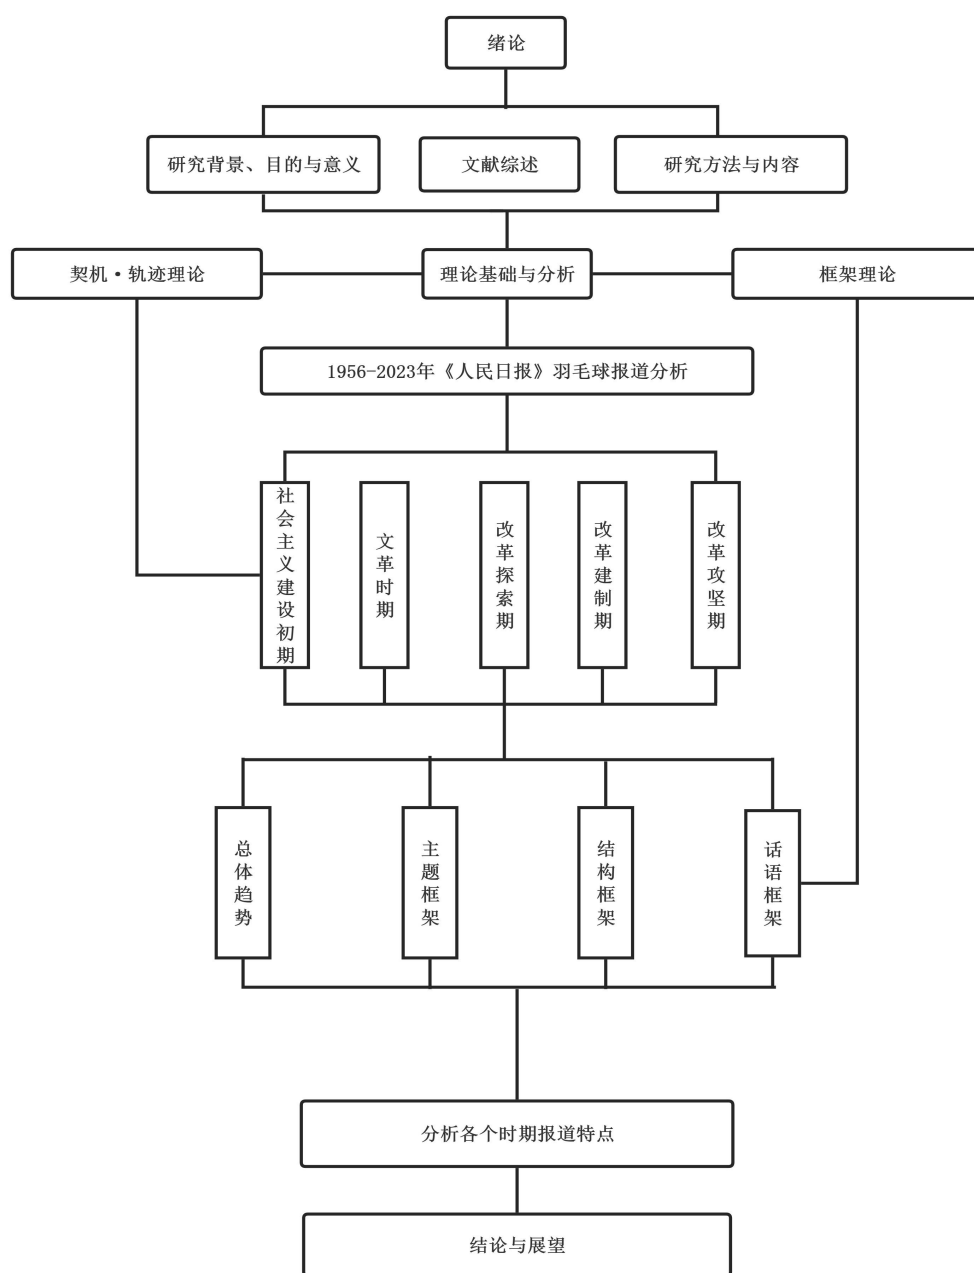 绪论
研究背景、目的与意义
文献综述
研究方法与内容
契机·轨迹理论
理论基础与分析
框架理论
1956-2023年《人民日报》羽毛球报道分析
社会主义建设初期
文革时期
改革探索期
改革建制期
改革攻坚期
总体趋势
主题框架
结构框架
话语框架
分析各个时期报道特点
结论与展望